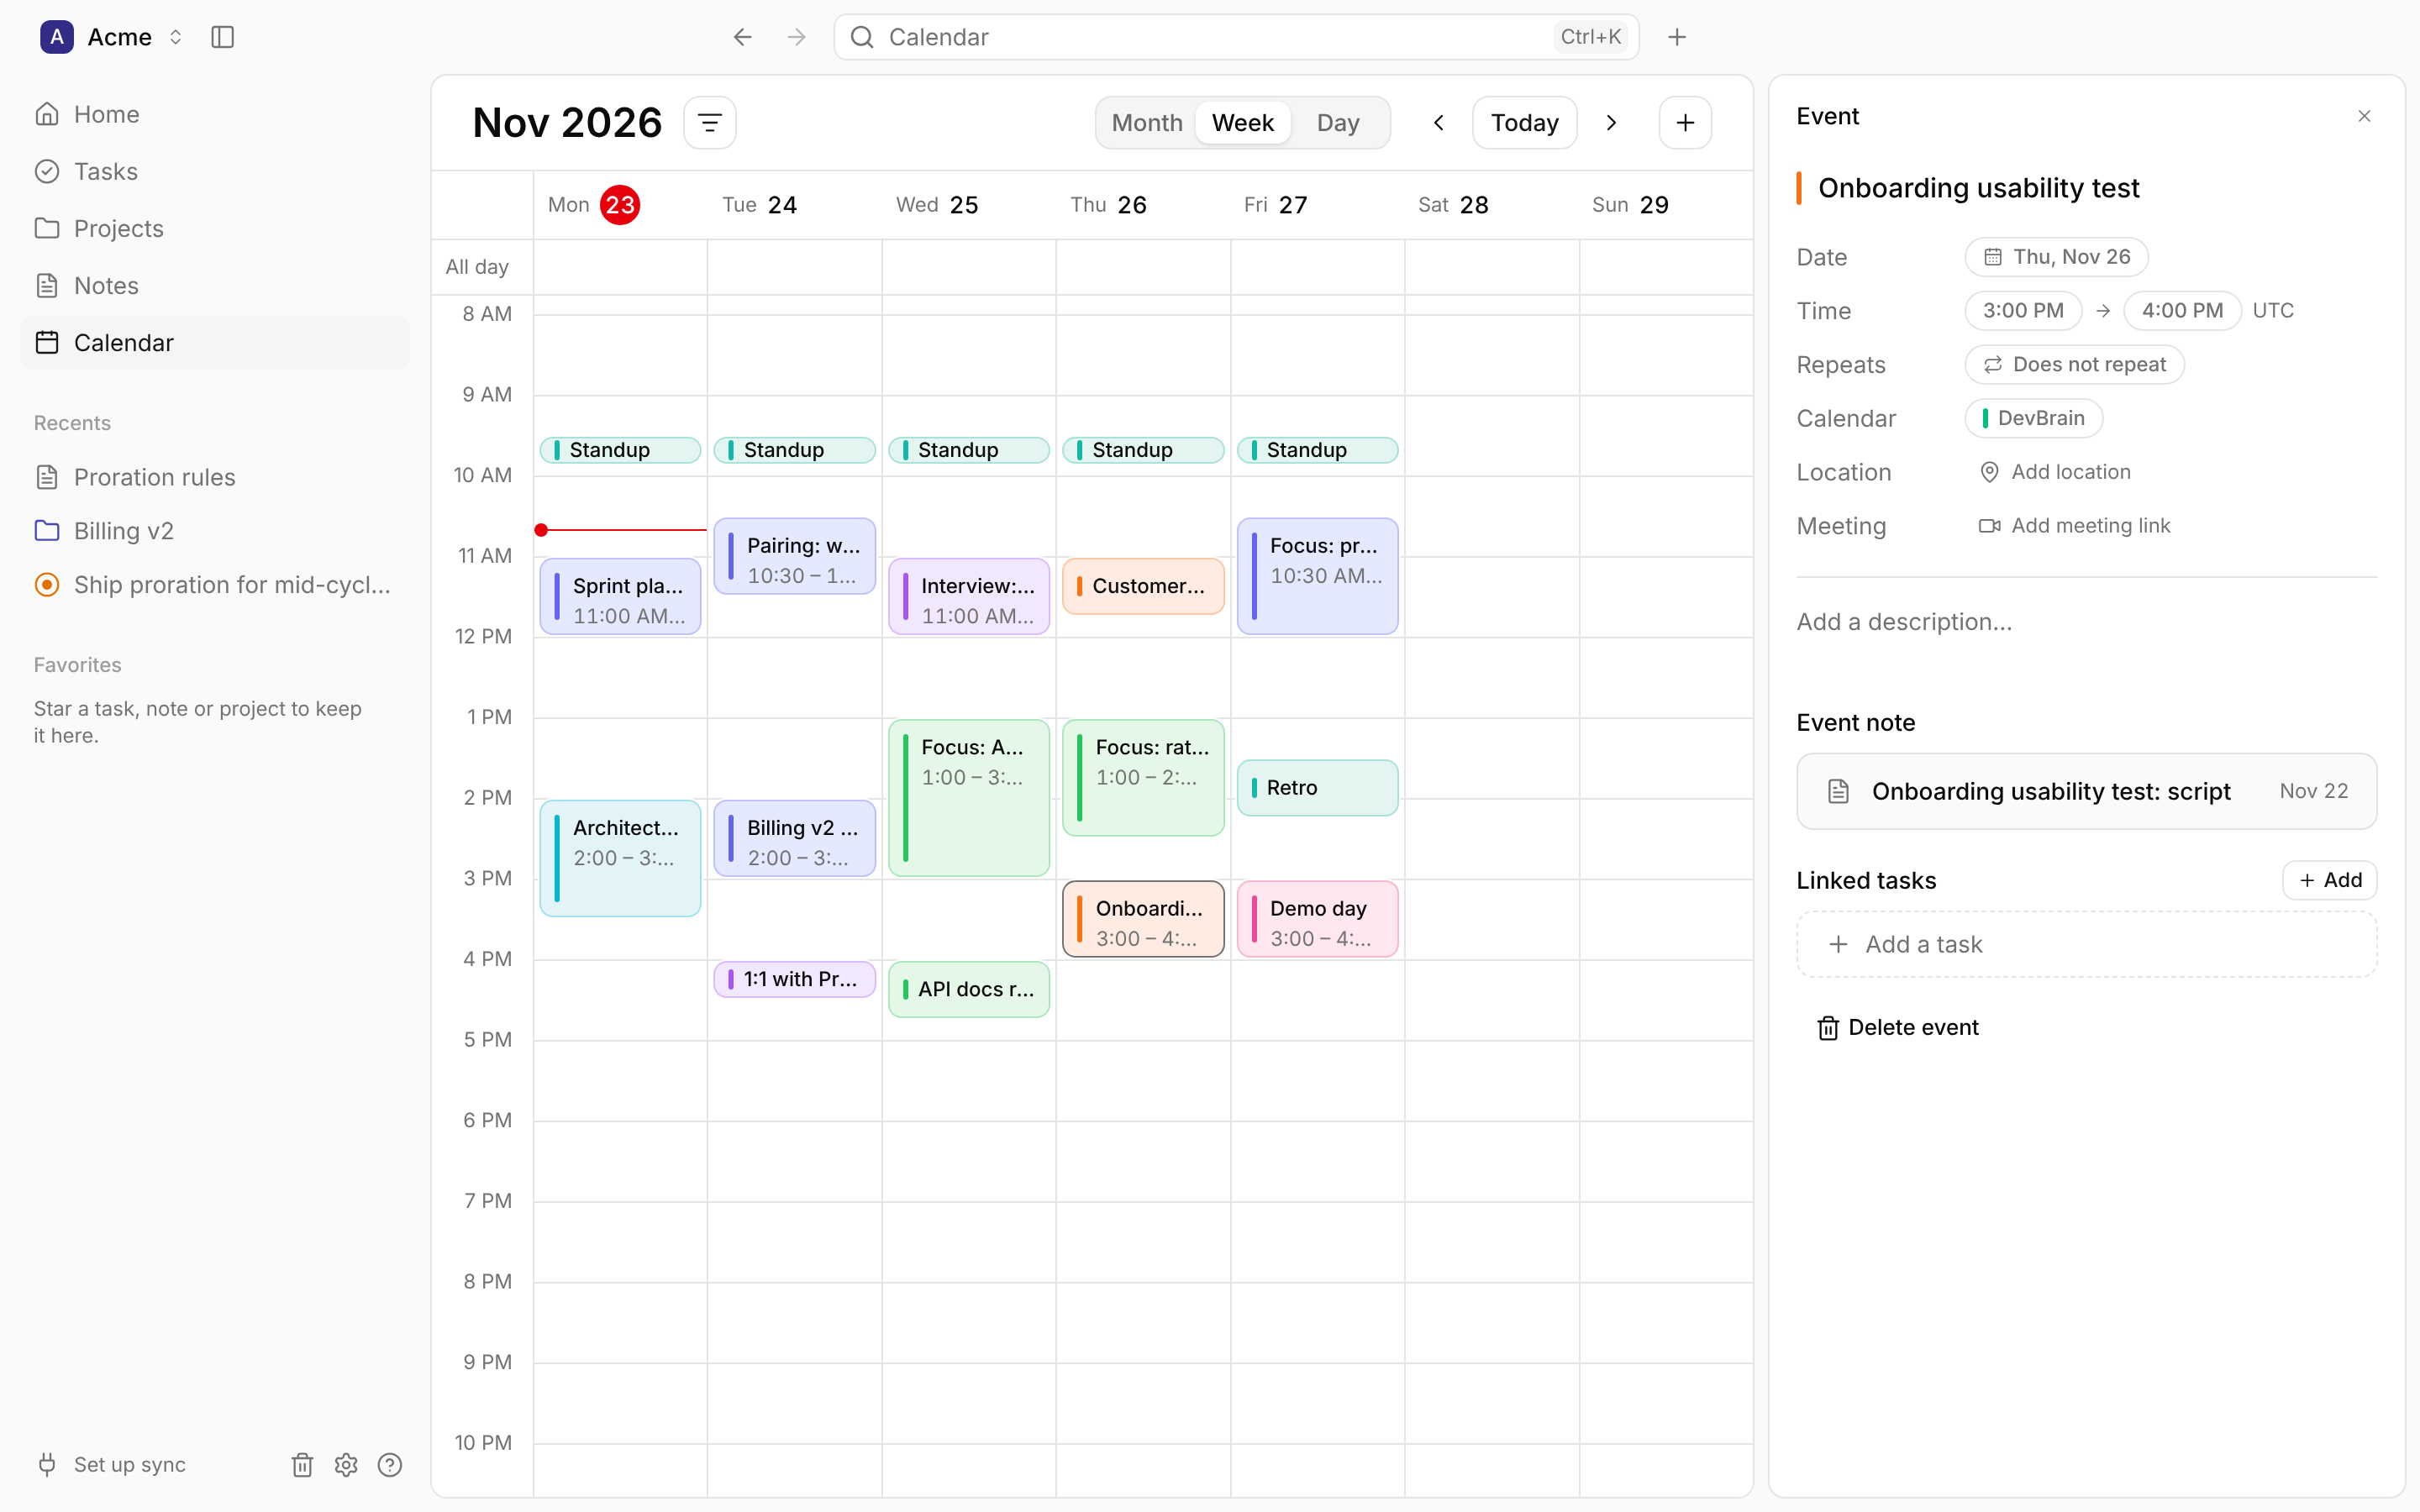 A Acme
Calendar Ctrl+K
Home
Tasks
Projects
Notes
Calendar
Recents
Proration rules
Billing v2
Ship proration for mid-cycl...
Favorites
Star a task, note or project to keep
it here.
Set up sync
Nov 2026
Month Week Day Today
Mon 23 Tue 24 Wed 25 Thu 26 Fri 27 Sat 28 Sun 29
All day
8 AM
9 AM
Standup Standup Standup Standup Standup
10 AM
Pairing: w... Focus: pr...
10:30 – 1... 10:30 AM...
11 AM
Sprint pla... Interview:... Customer...
11:00 AM... 11:00 AM...
12 PM
1 PM
Focus: A... Focus: rat...
1:00 – 3:... 1:00 – 2:...
Retro
2 PM
Architect... Billing v2 ...
2:00 – 3:... 2:00 – 3:...
3 PM
Onboardi... Demo day
3:00 – 4:... 3:00 – 4:...
4 PM
1:1 with Pr... API docs r...
5 PM
6 PM
7 PM
8 PM
9 PM
10 PM
Event
Onboarding usability test
Date Thu, Nov 26
Time 3:00 PM → 4:00 PM UTC
Repeats Does not repeat
Calendar DevBrain
Location Add location
Meeting Add meeting link
Add a description...
Event note
Onboarding usability test: script Nov 22
Linked tasks + Add
+ Add a task
Delete event